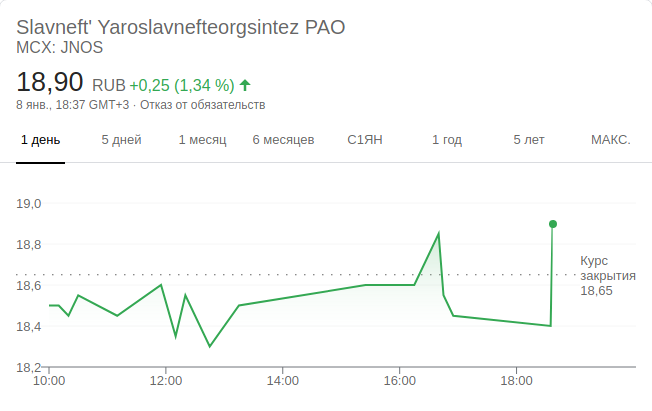 Slavneft' Yaroslavnefteorgsintez PAO
MCX: JNOS
18,90 RUB +0,25 (1,34 %)
8 янв., 18:37 GMT+3 · Отказ от обязательств
1 день 5 дней 1 месяц 6 месяцев С1ЯН 1 год 5 лет МАКС.
19,0
18,8
Курс
закрытия
18,65
18,6
18,4
18,2
10:00 12:00 14:00 16:00 18:00